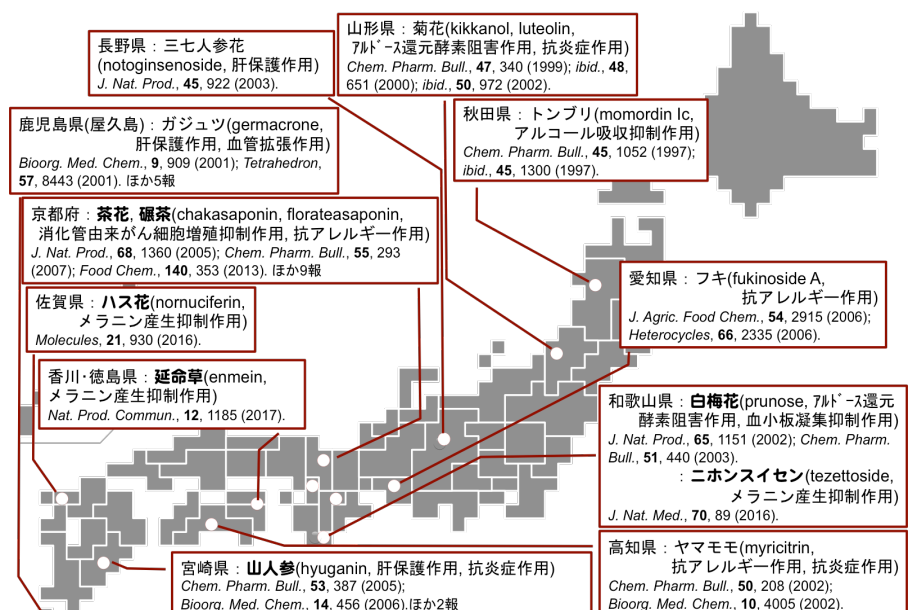 長野県：三七人参花
(notoginsenoside, 肝保護作用)
J. Nat. Prod., 45, 922 (2003).
山形県：菊花(kikkanol, luteolin,
ｱﾙﾄﾞｰｽ還元酵素阻害作用, 抗炎症作用)
Chem. Pharm. Bull., 47, 340 (1999); ibid., 48,
651 (2000); ibid., 50, 972 (2002).
秋田県：トンブリ(momordin Ic,
アルコール吸収抑制作用)
Chem. Pharm. Bull., 45, 1052 (1997);
ibid., 45, 1300 (1997).
鹿児島県(屋久島)：ガジュツ(germacrone,
肝保護作用, 血管拡張作用)
Bioorg. Med. Chem., 9, 909 (2001); Tetrahedron,
57, 8443 (2001). ほか5報
京都府：茶花, 碾茶(chakasaponin, florateasaponin,
消化管由来がん細胞増殖抑制作用, 抗アレルギー作用)
J. Nat. Prod., 68, 1360 (2005); Chem. Pharm. Bull., 55, 293
(2007); Food Chem., 140, 353 (2013). ほか9報
愛知県：フキ(fukinoside A,
抗アレルギー作用)
J. Agric. Food Chem., 54, 2915 (2006);
Heterocycles, 66, 2335 (2006).
佐賀県：ハス花(nornuciferin,
メラニン産生抑制作用)
Molecules, 21, 930 (2016).
香川･徳島県：延命草(enmein,
メラニン産生抑制作用)
Nat. Prod. Commun., 12, 1185 (2017).
和歌山県：白梅花(prunose, ｱﾙﾄﾞｰｽ還元
酵素阻害作用, 血小板凝集抑制作用)
J. Nat. Prod., 65, 1151 (2002); Chem. Pharm.
Bull., 51, 440 (2003).
：ニホンスイセン(tezettoside,
メラニン産生抑制作用)
J. Nat. Med., 70, 89 (2016).
宮崎県：山人参(hyuganin, 肝保護作用, 抗炎症作用)
Chem. Pharm. Bull., 53, 387 (2005);
Bioorg. Med. Chem., 14, 456 (2006).ほか2報
高知県：ヤマモモ(myricitrin,
抗アレルギー作用, 抗炎症作用)
Chem. Pharm. Bull., 50, 208 (2002);
Bioorg. Med. Chem., 10, 4005 (2002).